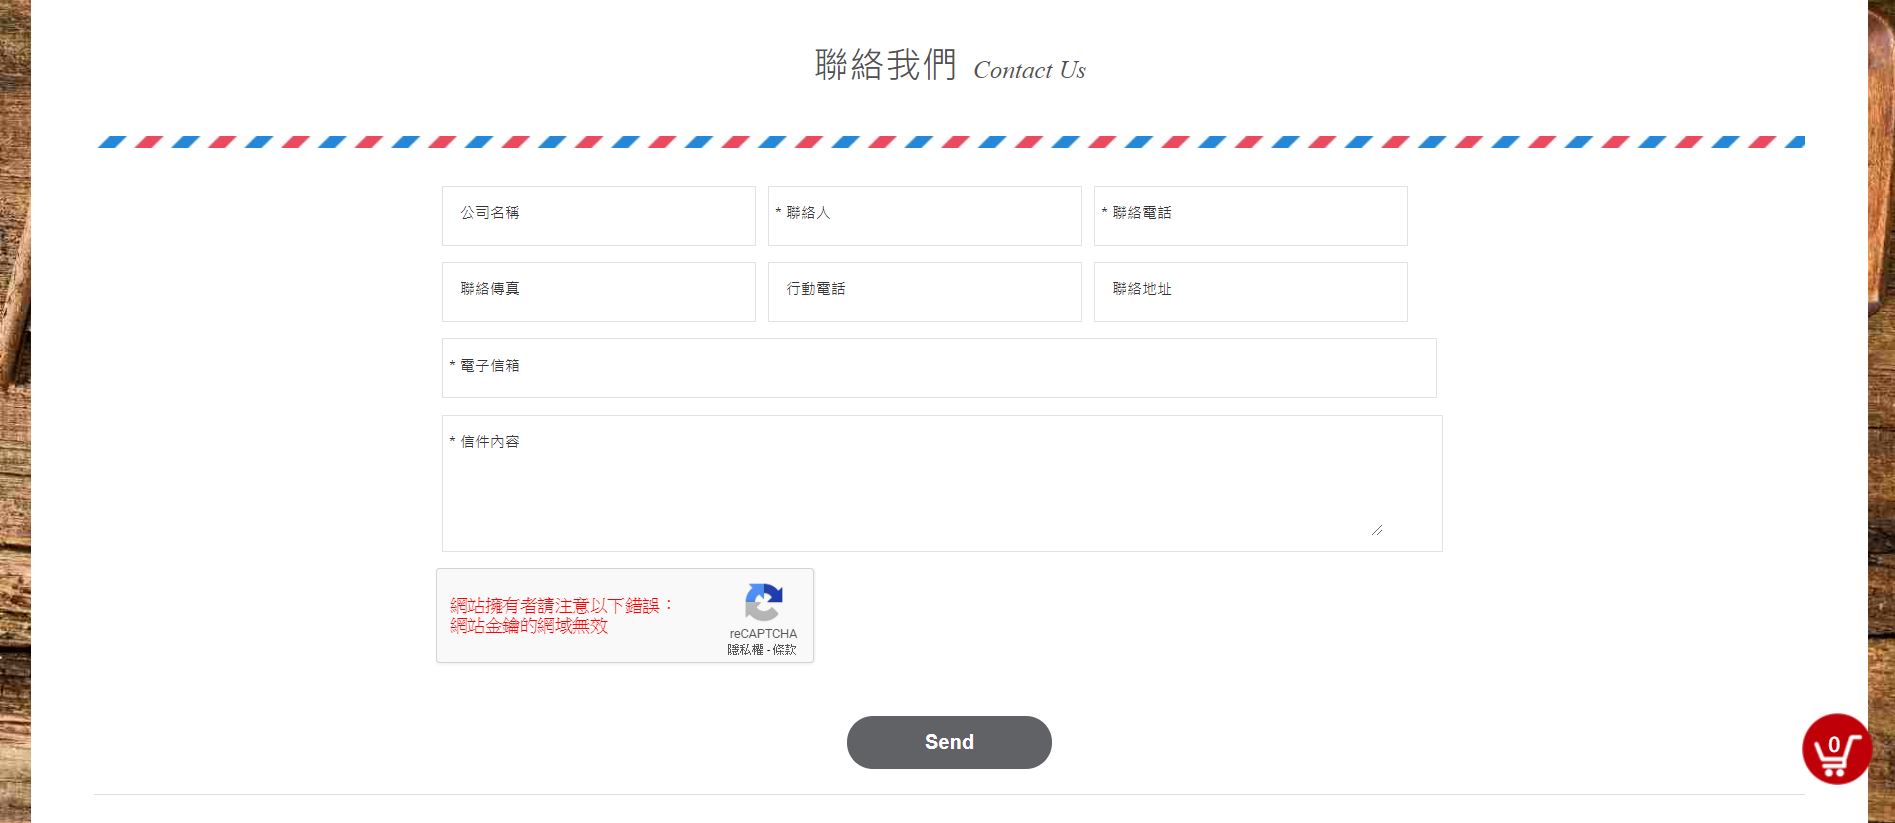 聯絡我們 Contact Us
公司名稱
* 聯絡人
* 聯絡電話
聯絡傳真
行動電話
聯絡地址
* 電子信箱
* 信件內容
網站擁有者請注意以下錯誤：
網站金鑰的網域無效
reCAPTCHA
隱私權 - 條款
Send
0